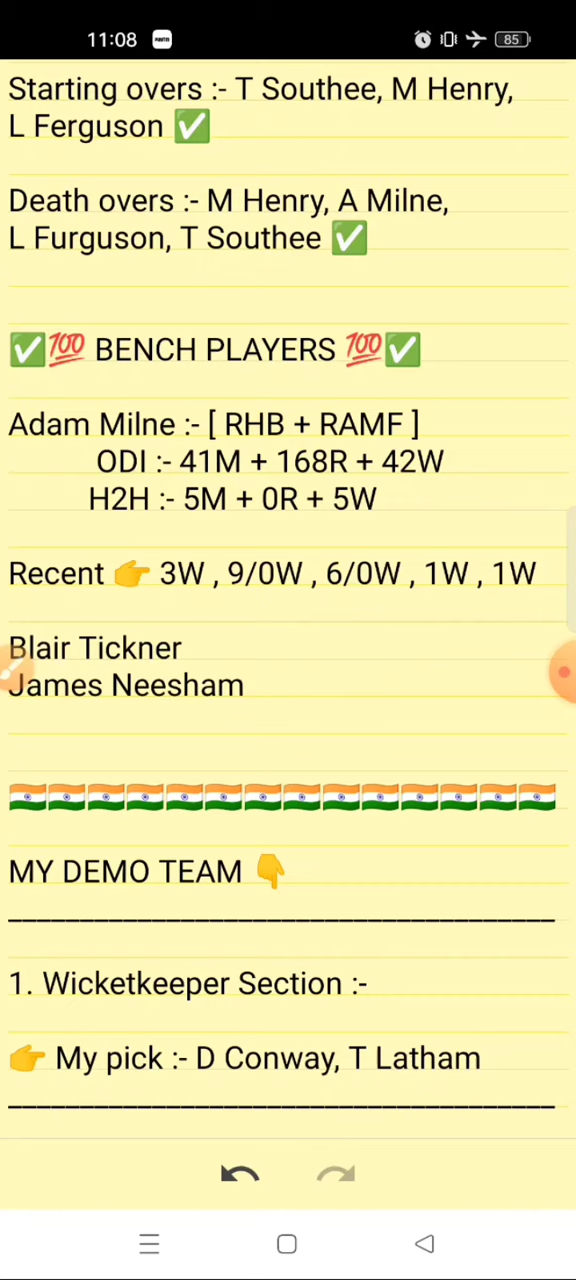 11:08
85
Starting overs :- T Southee, M Henry,
L Ferguson ✅
Death overs :- M Henry, A Milne,
L Furguson, T Southee ✅
✅💯 BENCH PLAYERS 💯✅
Adam Milne :- [ RHB + RAMF ]
ODI :- 41M + 168R + 42W
H2H :- 5M + 0R + 5W
Recent 👉 3W , 9/0W , 6/0W , 1W , 1W
Blair Tickner
James Neesham
🇮🇳🇮🇳🇮🇳🇮🇳🇮🇳🇮🇳🇮🇳🇮🇳🇮🇳🇮🇳🇮🇳🇮🇳🇮🇳🇮🇳
MY DEMO TEAM 👇
1. Wicketkeeper Section :-
👉 My pick :- D Conway, T Latham